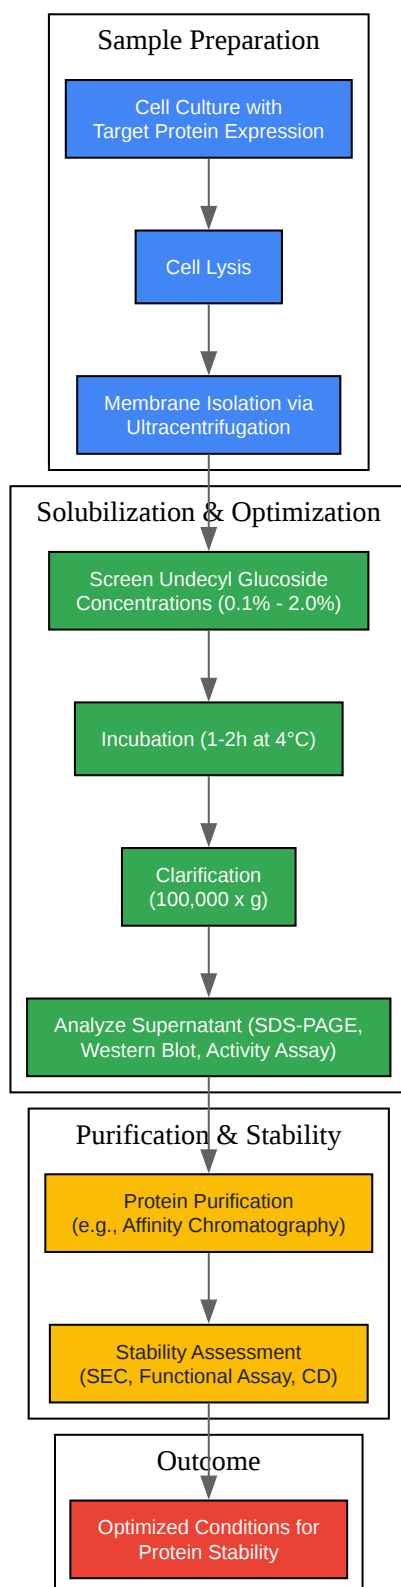 Sample Preparation
Cell Culture with
Target Protein Expression
Cell Lysis
Membrane Isolation via
Ultracentrifugation
Solubilization & Optimization
Screen Undecyl Glucoside
Concentrations (0.1% - 2.0%)
Incubation (1-2h at 4°C)
Clarification
(100,000 x g)
Analyze Supernatant (SDS-PAGE,
Western Blot, Activity Assay)
Purification & Stability
Protein Purification
(e.g., Affinity Chromatography)
Stability Assessment
(SEC, Functional Assay, CD)
Outcome
Optimized Conditions for
Protein Stability